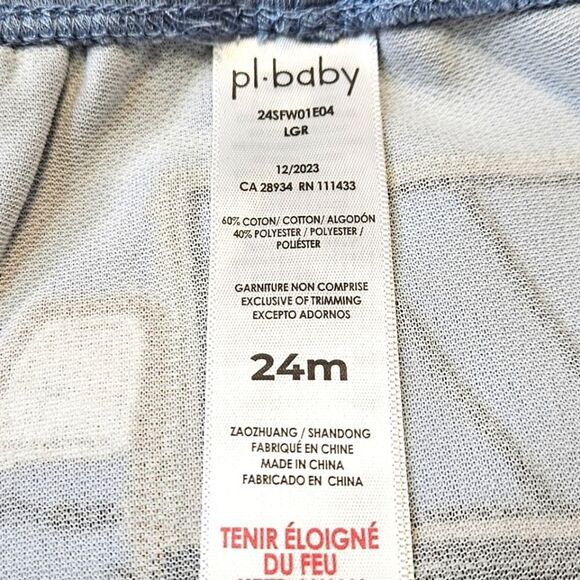 pl·baby
24SFW01E04
LGR
12/2023
CA 28934 RN 111433
60% COTON/ COTTON/ ALGODÓN
40% POLYESTER / POLYESTER /
POLIÉSTER
GARNITURE NON COMPRISE
EXCLUSIVE OF TRIMMING
EXCEPTO ADORNOS
24m
ZAOZHUANG / SHANDONG
FABRIQUÉ EN CHINE
MADE IN CHINA
FABRICADO EN CHINA
TENIR ÉLOIGNÉ
DU FEU